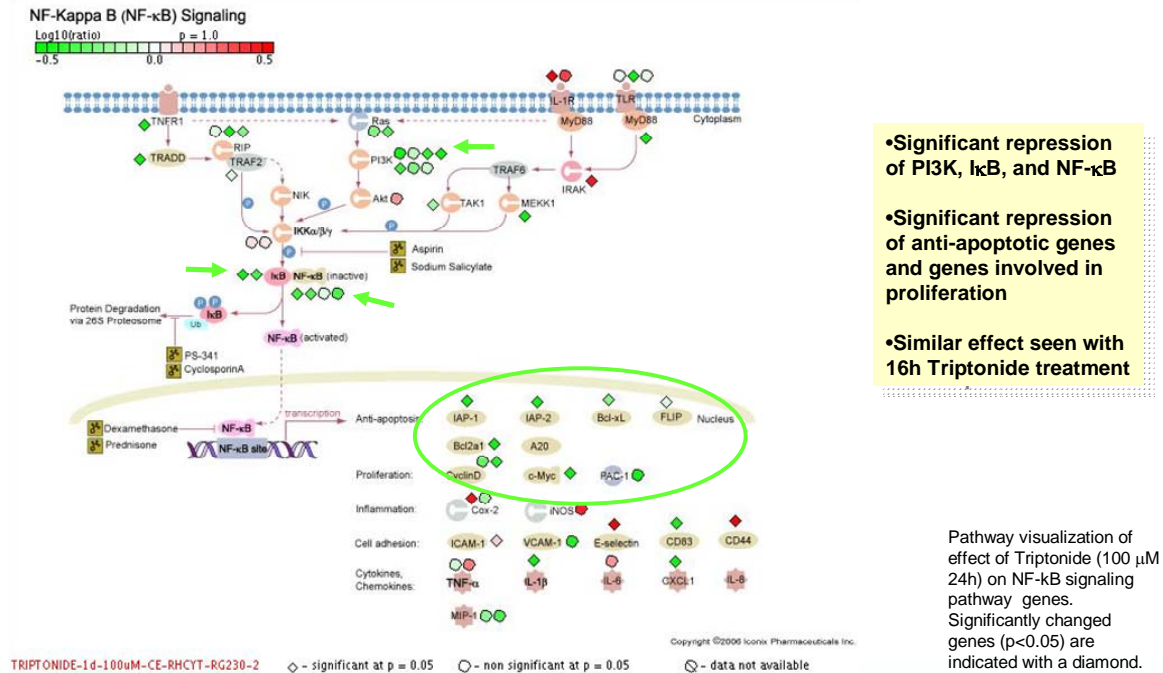 NF-Kappa B (NF-κB) Signaling
Log10(ratio) p = 1.0
-0.5 0.0 0.5
IL-1R TLR
TNFR1 Ras MyD88 MyD88 Cytoplasm
TRADD RIP
TRAF2 PI3K
TRAF6
IRAK
NIK Akt TAK1 MEKK1
P P P
IKKα/β/γ
P
Aspirin
Sodium Salicylate
IκB NF-κB (inactive)
P P
Protein Degradation
via 26S Proteosome IκB
Ub
NF-κB (activated)
PS-341
CyclosporinA
transcription
Anti-apoptosis: IAP-1 IAP-2 Bcl-xL FLIP Nucleus
Dexamethasone NF-κB
Prednisone NF-κB site
Bcl2a1 A20
Proliferation: CyclinD c-Myc PAC-1
Inflammation: Cox-2 iNOS
Cell adhesion: ICAM-1 VCAM-1 E-selectin CD83 CD44
Cytokines,
Chemokines: TNF-α IL-1β IL-6 CXCL1 IL-8
MIP-1
Copyright ©2006 Iconix Pharmaceuticals Inc.
TRIPTONIDE-1d-100uM-CE-RHCYT-RG230-2 - significant at p = 0.05 - non significant at p = 0.05 - data not available
•Significant repression
of PI3K, IκB, and NF-κB
•Significant repression
of anti-apoptotic genes
and genes involved in
proliferation
•Similar effect seen with
16h Triptonide treatment
Pathway visualization of
effect of Triptonide (100 μM
24h) on NF-kB signaling
pathway genes.
Significantly changed
genes (p<0.05) are
indicated with a diamond.